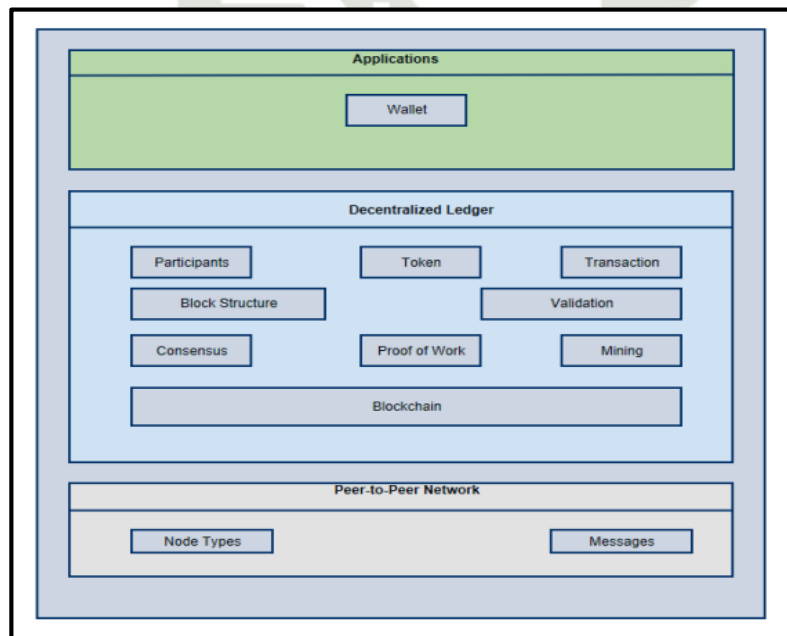 Applications
Wallet
Decentralized Ledger
Participants Token Transaction
Block Structure Validation
Consensus Proof of Work Mining
Blockchain
Peer-to-Peer Network
Node Types Messages